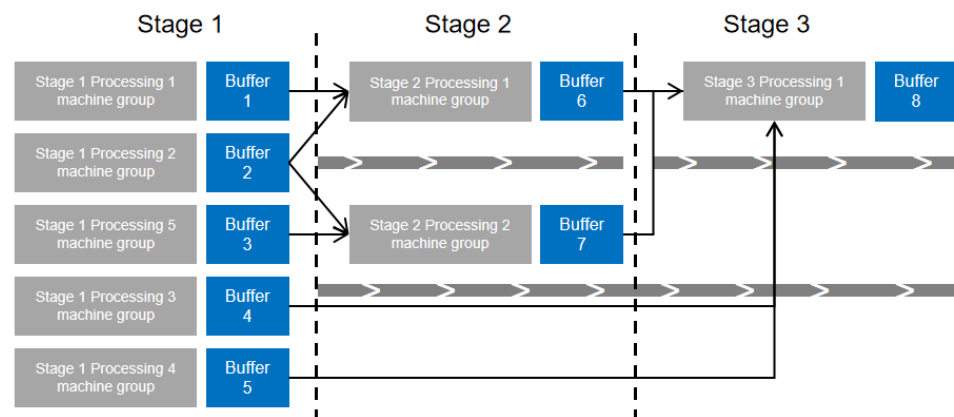 Stage 1
Stage 2
Stage 3
Stage 1 Processing 1
machine group
Buffer
1
Stage 2 Processing 1
machine group
Buffer
6
Stage 3 Processing 1
machine group
Buffer
8
Stage 1 Processing 2
machine group
Buffer
2
Stage 1 Processing 5
machine group
Buffer
3
Stage 2 Processing 2
machine group
Buffer
7
Stage 1 Processing 3
machine group
Buffer
4
Stage 1 Processing 4
machine group
Buffer
5